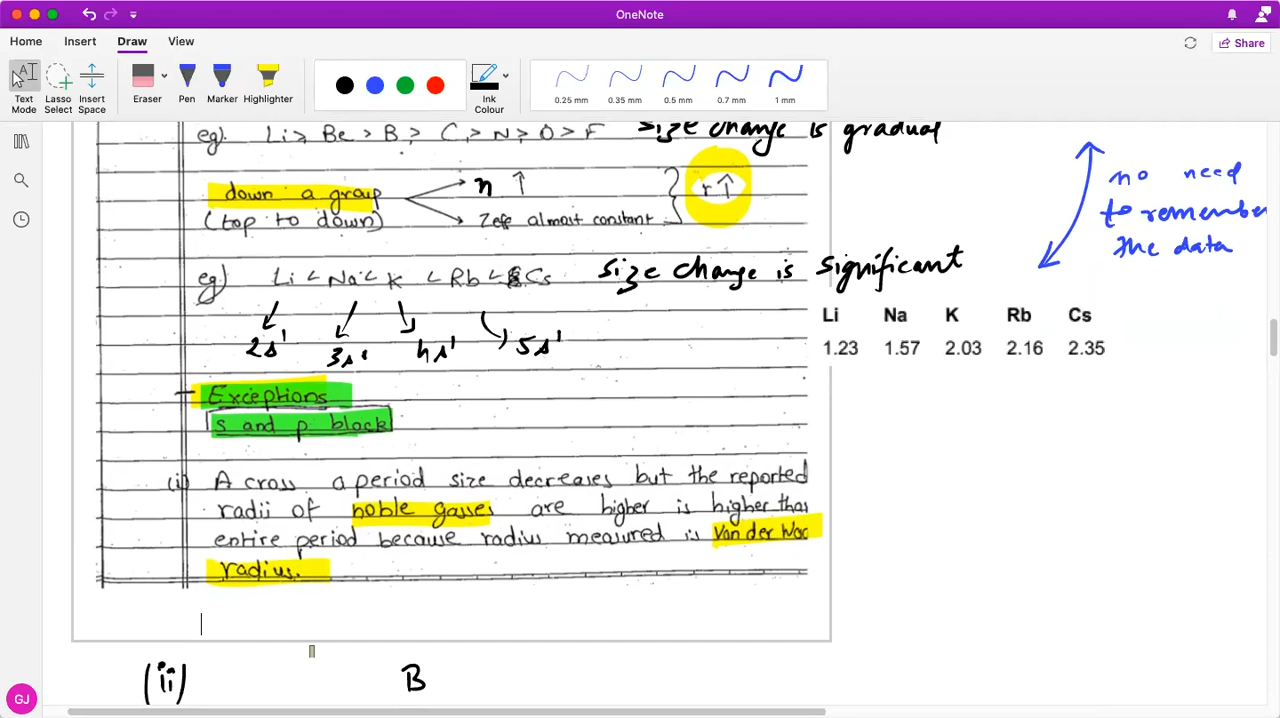 OneNote
Home Insert Draw View
Share
Text Mode
Lasso Select
Insert Space
Eraser
Pen
Marker
Highlighter
Ink Colour
0.25 mm 0.35 mm 0.5 mm 0.7 mm 1 mm
eg). Li > Be > B > C > N > O > F size change is gradual
down a group n ↑ r ↑
(top to down) Zeff almost constant
no need
to remember
the data
eg) Li < Na < K < Rb < Cs size change is significant
2s¹ 3s¹ 4s¹ 5s¹
Li Na K Rb Cs
1.23 1.57 2.03 2.16 2.35
Exceptions
s and p block
(i) Across a period size decreases but the reported
radii of noble gasses are higher is higher than
entire period because radius measured is Van der Waa
radius.
(ii) B
GJ